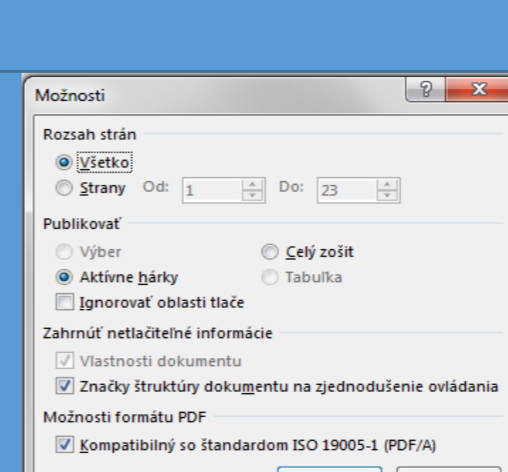 Možnosti
Rozsah strán
Všetko
Strany Od: 1 Do: 23
Publikovať
Výber Celý zošit
Aktívne hárky Tabuľka
Ignorovať oblasti tlače
Zahrnúť netlačiteľné informácie
Vlastnosti dokumentu
Značky štruktúry dokumentu na zjednodušenie ovládania
Možnosti formátu PDF
Kompatibilný so štandardom ISO 19005-1 (PDF/A)